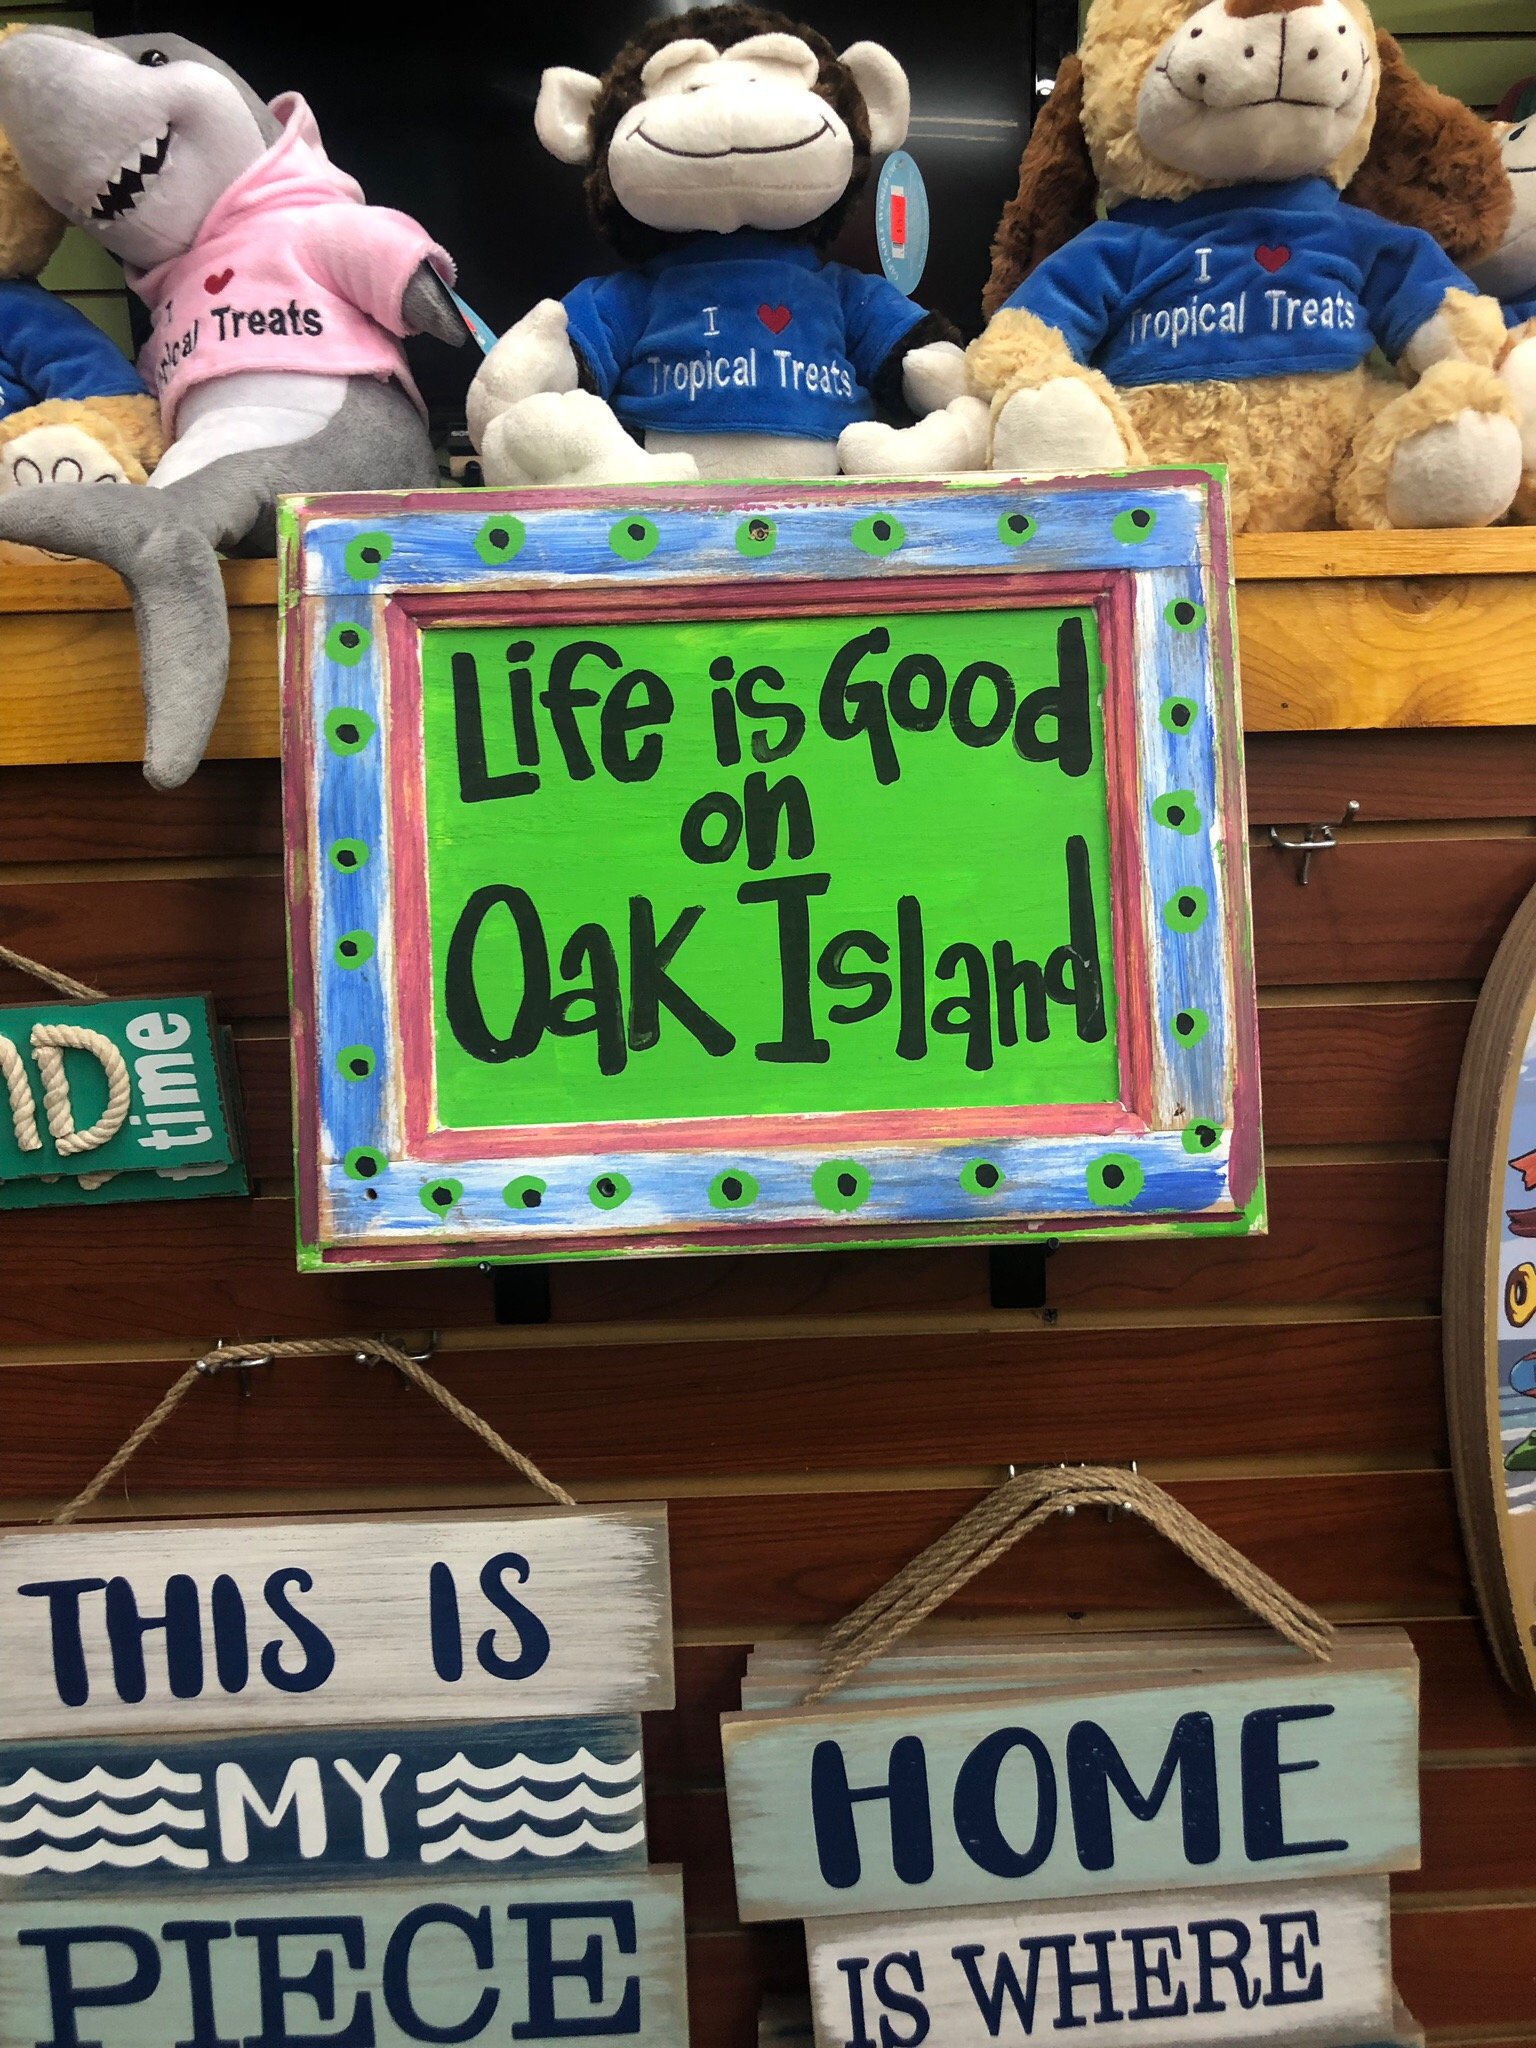 I ❤ 
Tropical Treats
I ❤
Tropical Treats
Treats
Life is Good
on
Oak Island
time
THIS IS
MY
PIECE
HOME
IS WHERE